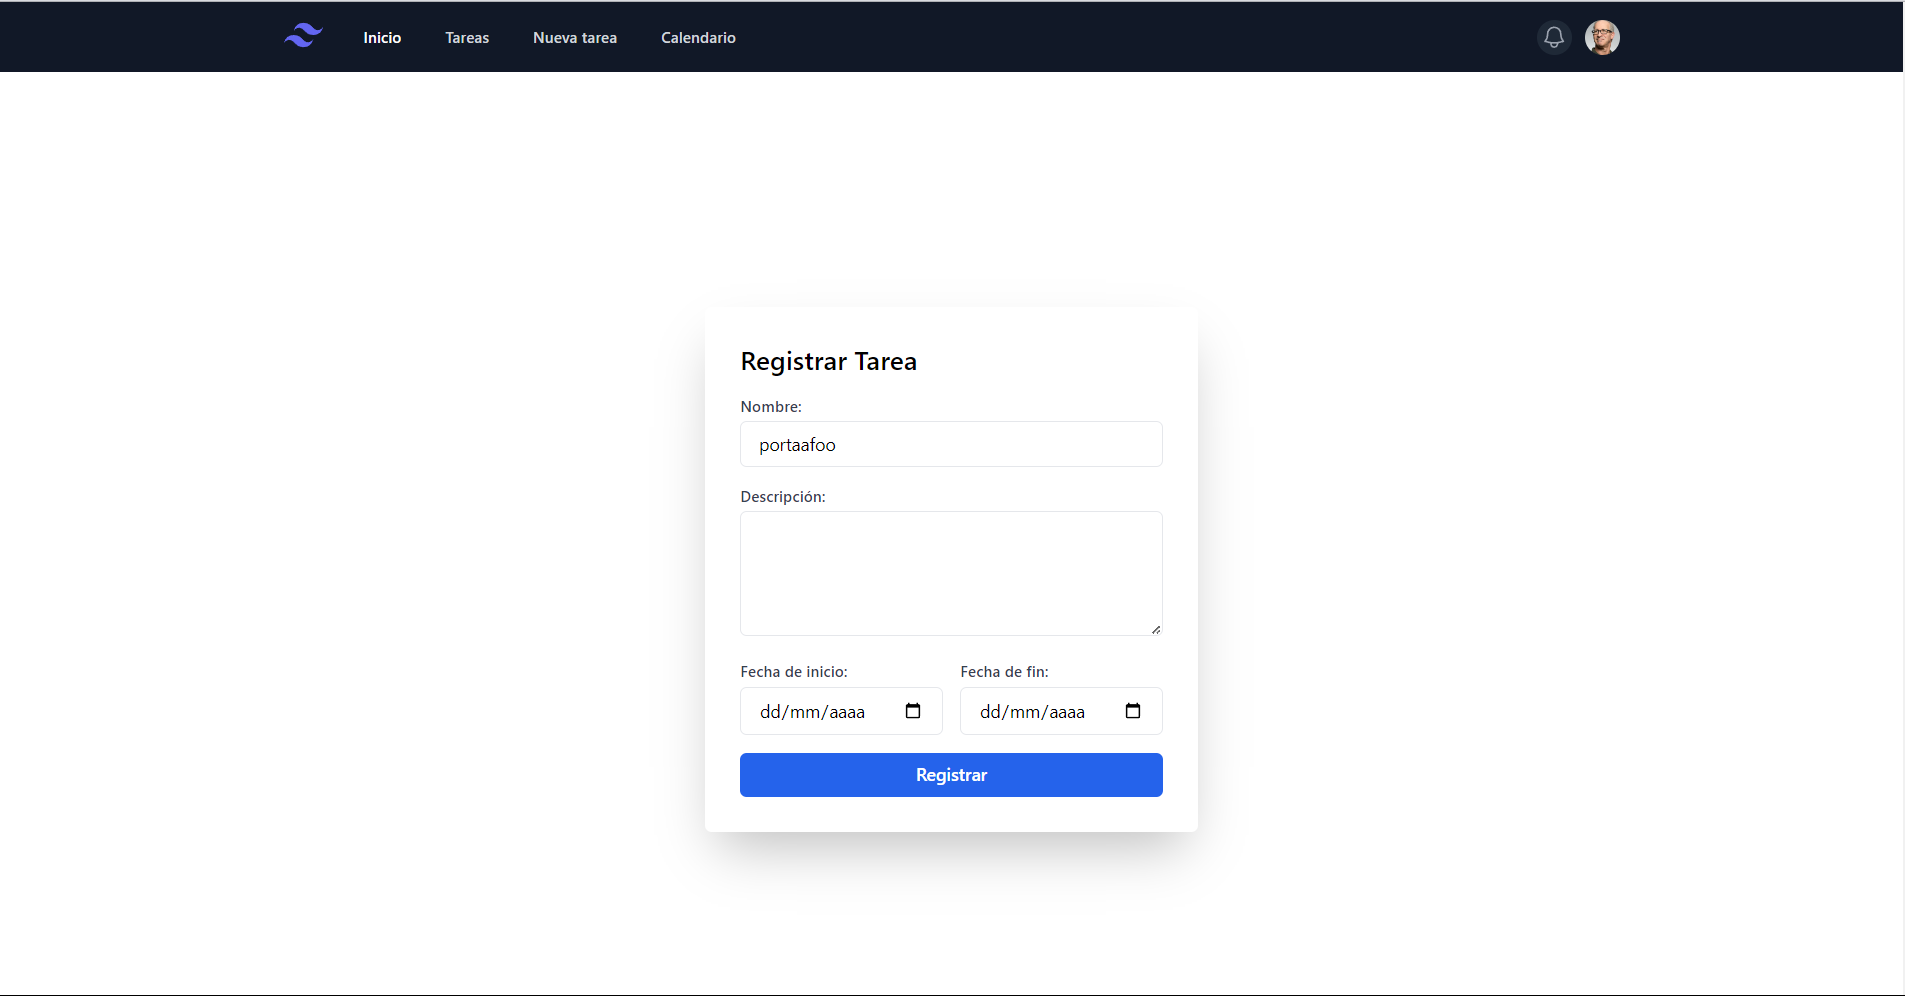 Inicio Tareas Nueva tarea Calendario
Registrar Tarea
Nombre:
portaafoo
Descripción:
Fecha de inicio: Fecha de fin:
dd/mm/aaaa dd/mm/aaaa
Registrar